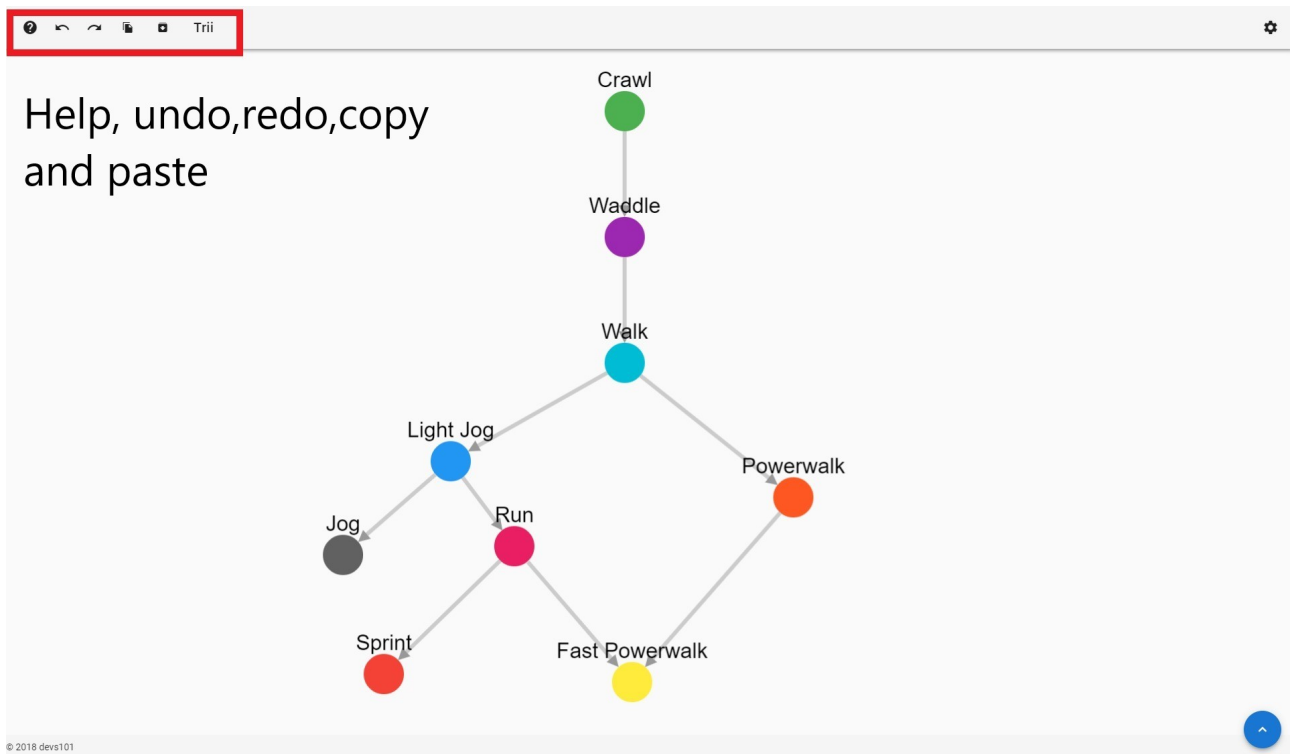 Trii
Help, undo,redo,copy
and paste
Crawl
Waddle
Walk
Light Jog
Powerwalk
Jog
Run
Sprint
Fast Powerwalk
© 2018 devs101